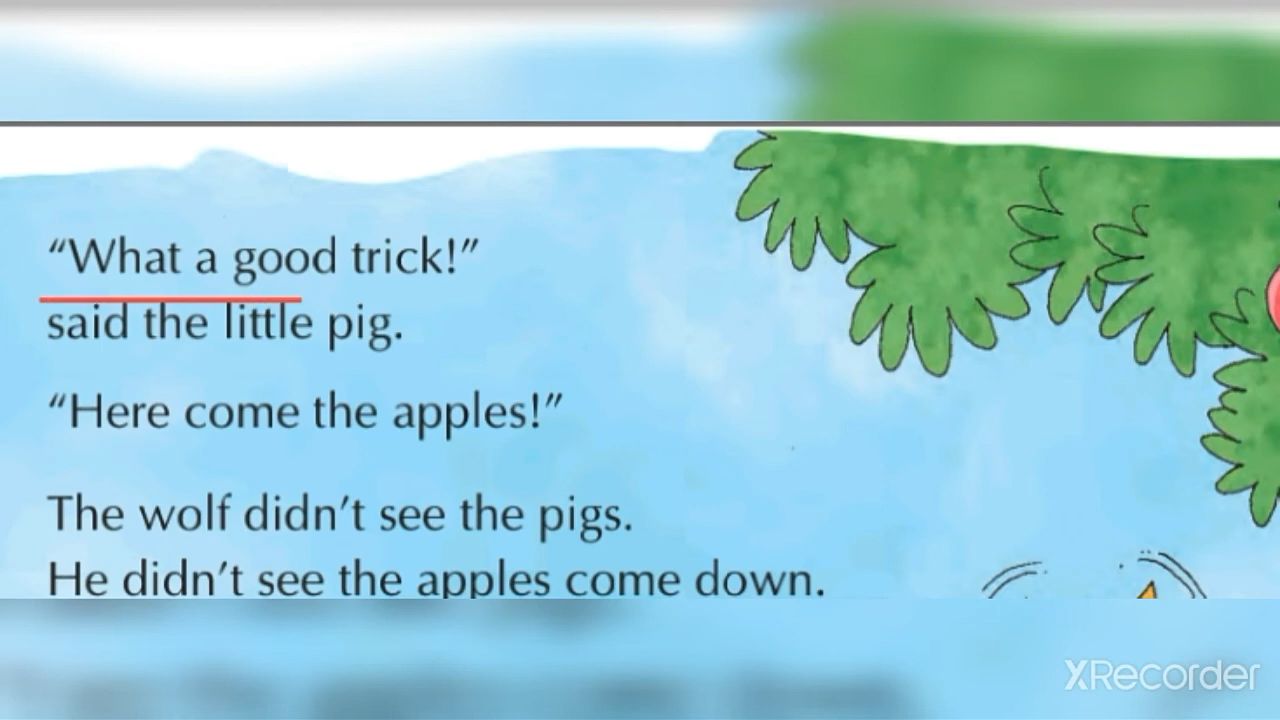 “What a good trick!”
said the little pig.
“Here come the apples!”
The wolf didn’t see the pigs.
He didn’t see the apples come down.
XRecorder